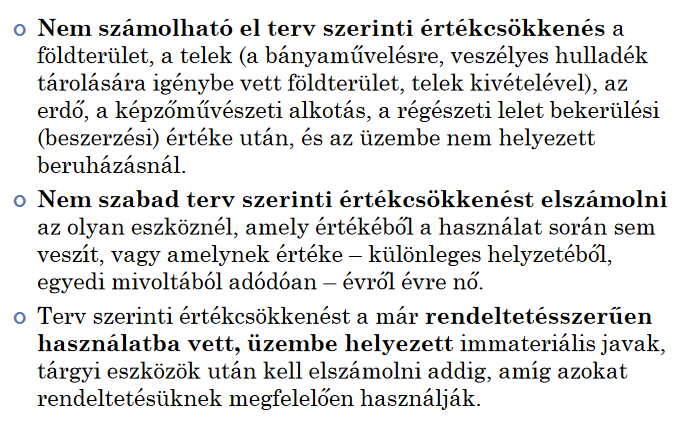 Nem számolható el terv szerinti értékcsökkenés a
földterület, a telek (a bányaművelésre, veszélyes hulladék
tárolására igénybe vett földterület, telek kivételével), az
erdő, a képzőművészeti alkotás, a régészeti lelet bekerülési
(beszerzési) értéke után, és az üzembe nem helyezett
beruházásnál.
Nem szabad terv szerinti értékcsökkenést elszámolni
az olyan eszköznél, amely értékéből a használat során sem
veszít, vagy amelynek értéke – különleges helyzetéből,
egyedi mivoltából adódóan – évről évre nő.
Terv szerinti értékcsökkenést a már rendeltetésszerűen
használatba vett, üzembe helyezett immateriális javak,
tárgyi eszközök után kell elszámolni addig, amíg azokat
rendeltetésüknek megfelelően használják.